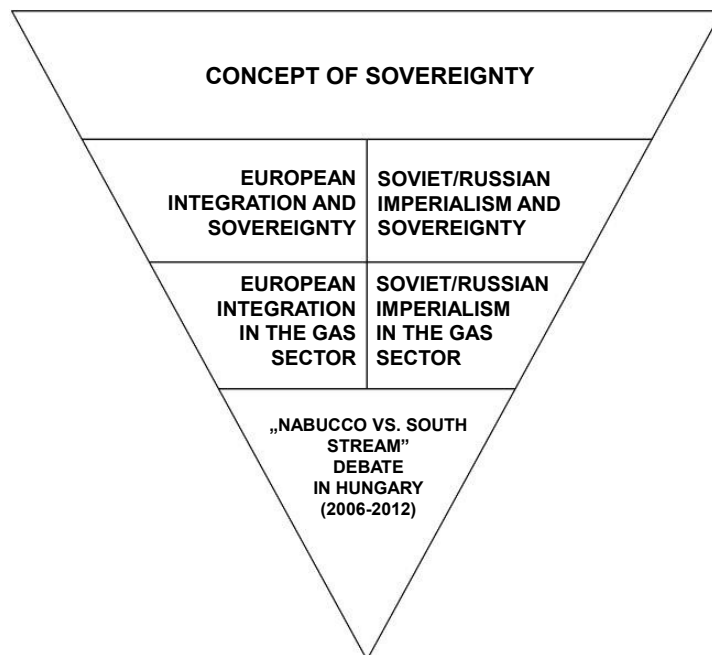 CONCEPT OF SOVEREIGNTY
EUROPEAN
INTEGRATION AND
SOVEREIGNTY
SOVIET/RUSSIAN
IMPERIALISM AND
SOVEREIGNTY
EUROPEAN
INTEGRATION
IN THE GAS
SECTOR
SOVIET/RUSSIAN
IMPERIALISM
IN THE GAS
SECTOR
„NABUCCO VS. SOUTH
STREAM”
DEBATE
IN HUNGARY
(2006-2012)